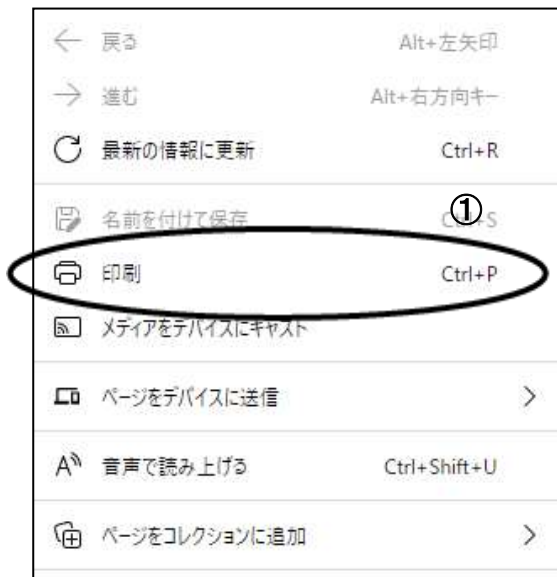 戻る Alt+左矢印
進む Alt+右方向キー
最新の情報に更新 Ctrl+R
①
名前を付けて保存 Ctrl+S
印刷 Ctrl+P
メディアをデバイスにキャスト
ページをデバイスに送信
音声で読み上げる Ctrl+Shift+U
ページをコレクションに追加